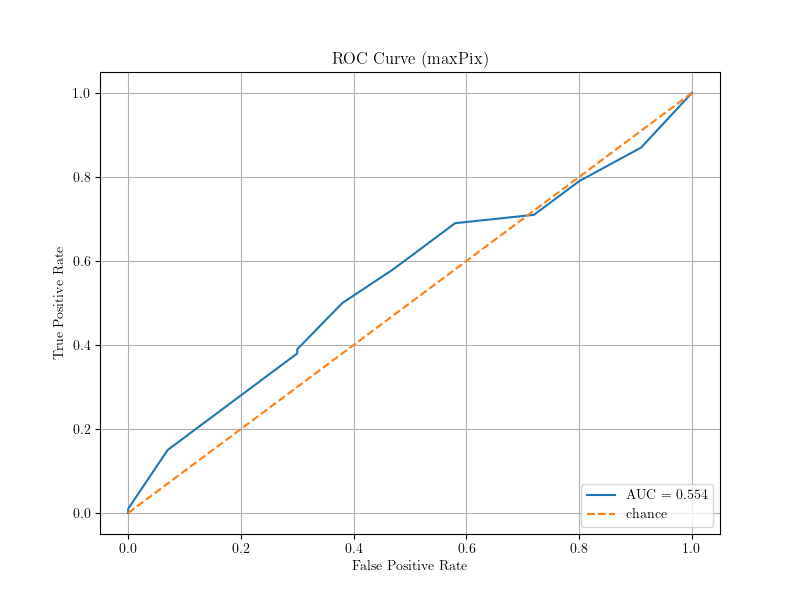 ROC Curve (maxPix)
True Positive Rate
1.0
0.8
0.6
0.4
0.2
0.0
0.0 0.2 0.4 0.6 0.8 1.0
False Positive Rate
AUC = 0.554
chance